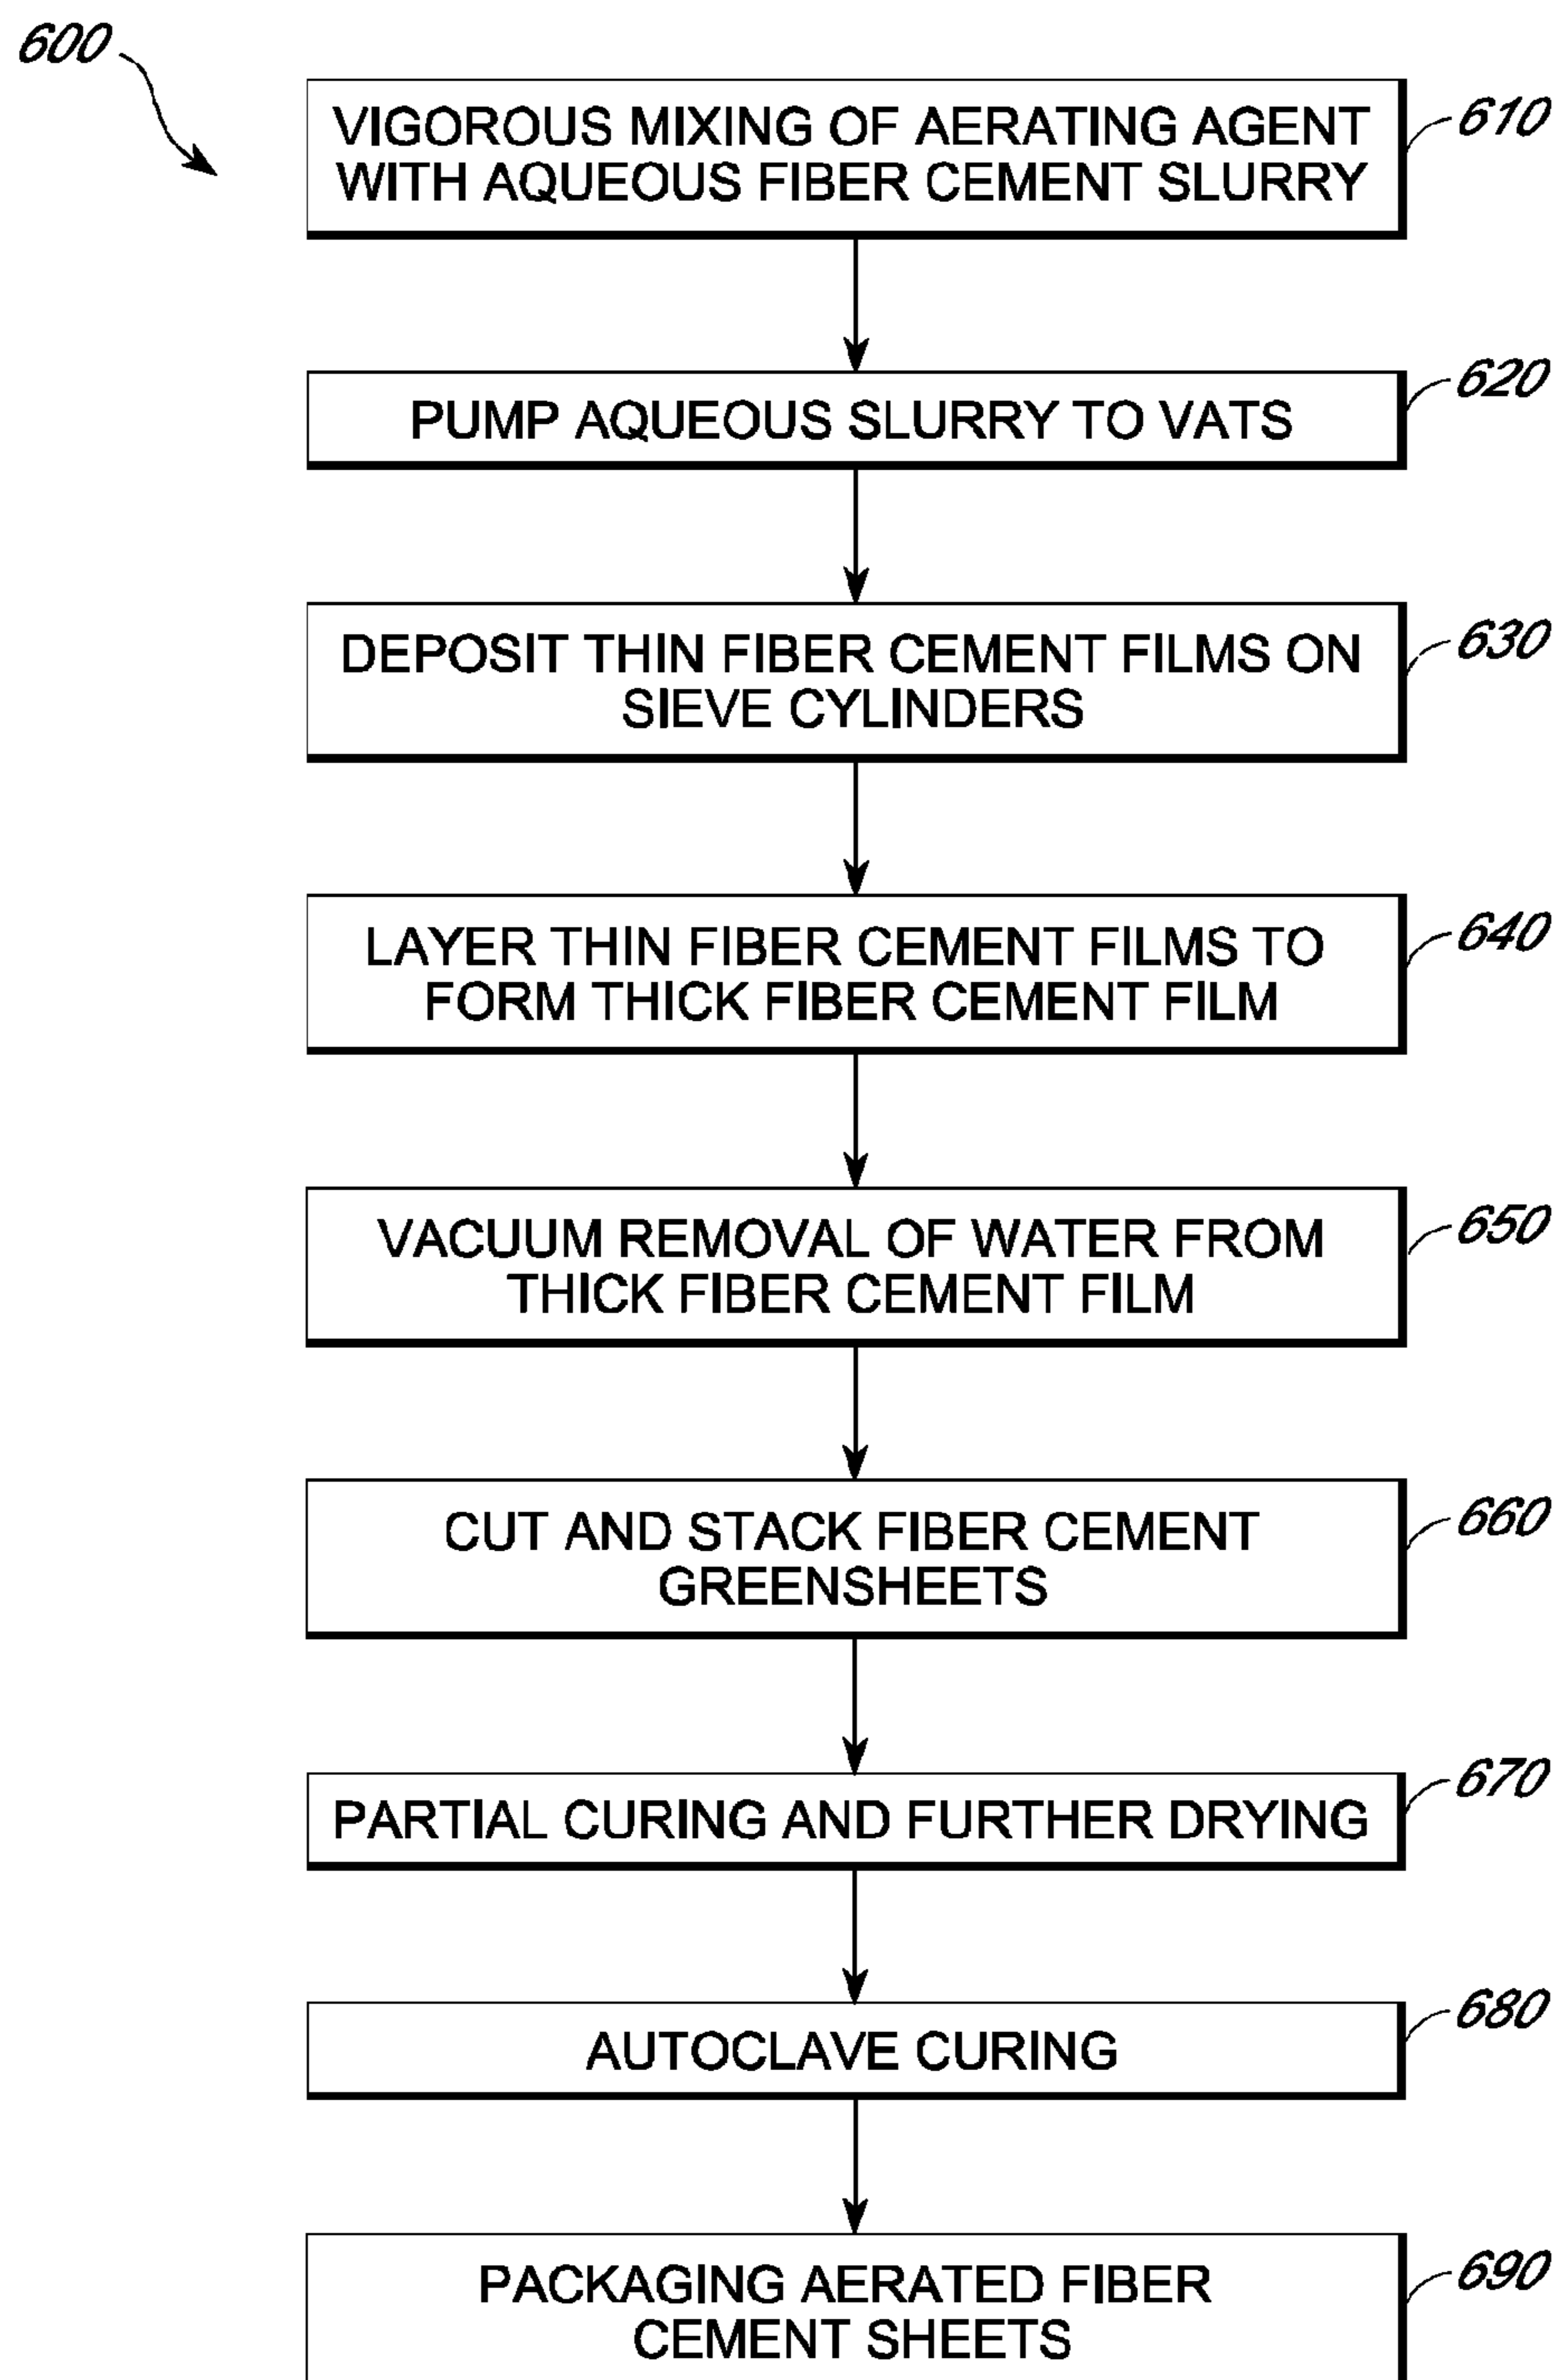 600
VIGOROUS MIXING OF AERATING AGENT
WITH AQUEOUS FIBER CEMENT SLURRY
610
PUMP AQUEOUS SLURRY TO VATS
620
DEPOSIT THIN FIBER CEMENT FILMS ON
SIEVE CYLINDERS
630
LAYER THIN FIBER CEMENT FILMS TO
FORM THICK FIBER CEMENT FILM
640
VACUUM REMOVAL OF WATER FROM
THICK FIBER CEMENT FILM
650
CUT AND STACK FIBER CEMENT
GREENSHEETS
660
PARTIAL CURING AND FURTHER DRYING
670
AUTOCLAVE CURING
680
PACKAGING AERATED FIBER
CEMENT SHEETS
690